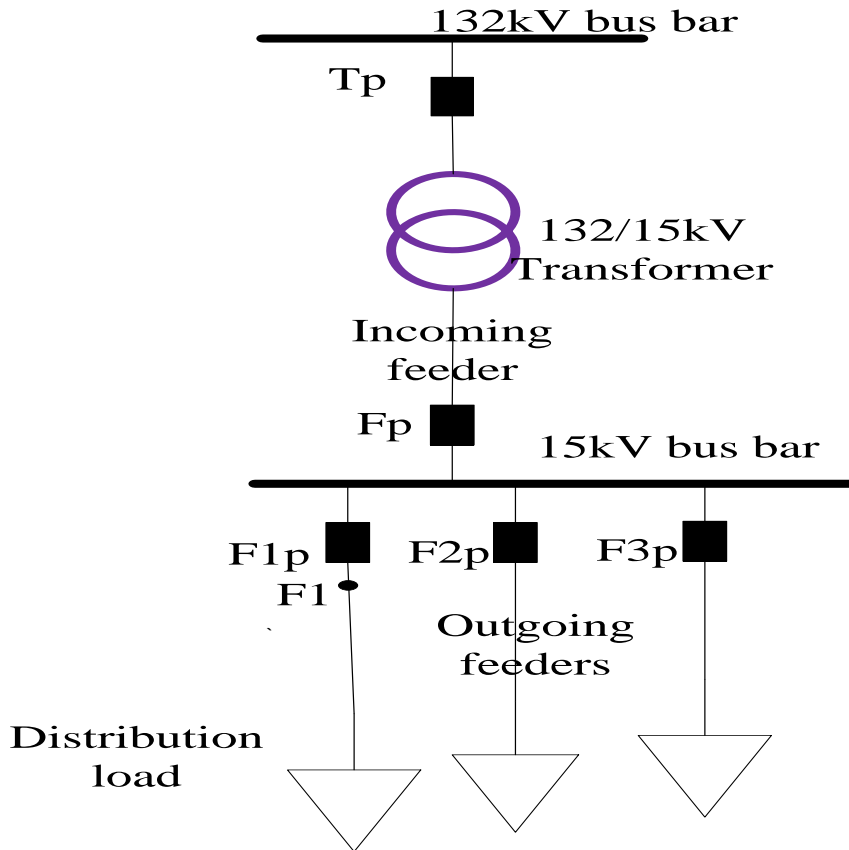 132kV bus bar
Tp
132/15kV
Transformer
Incoming
feeder
Fp
15kV bus bar
F1p
F2p
F3p
F1
Outgoing
feeders
Distribution
load